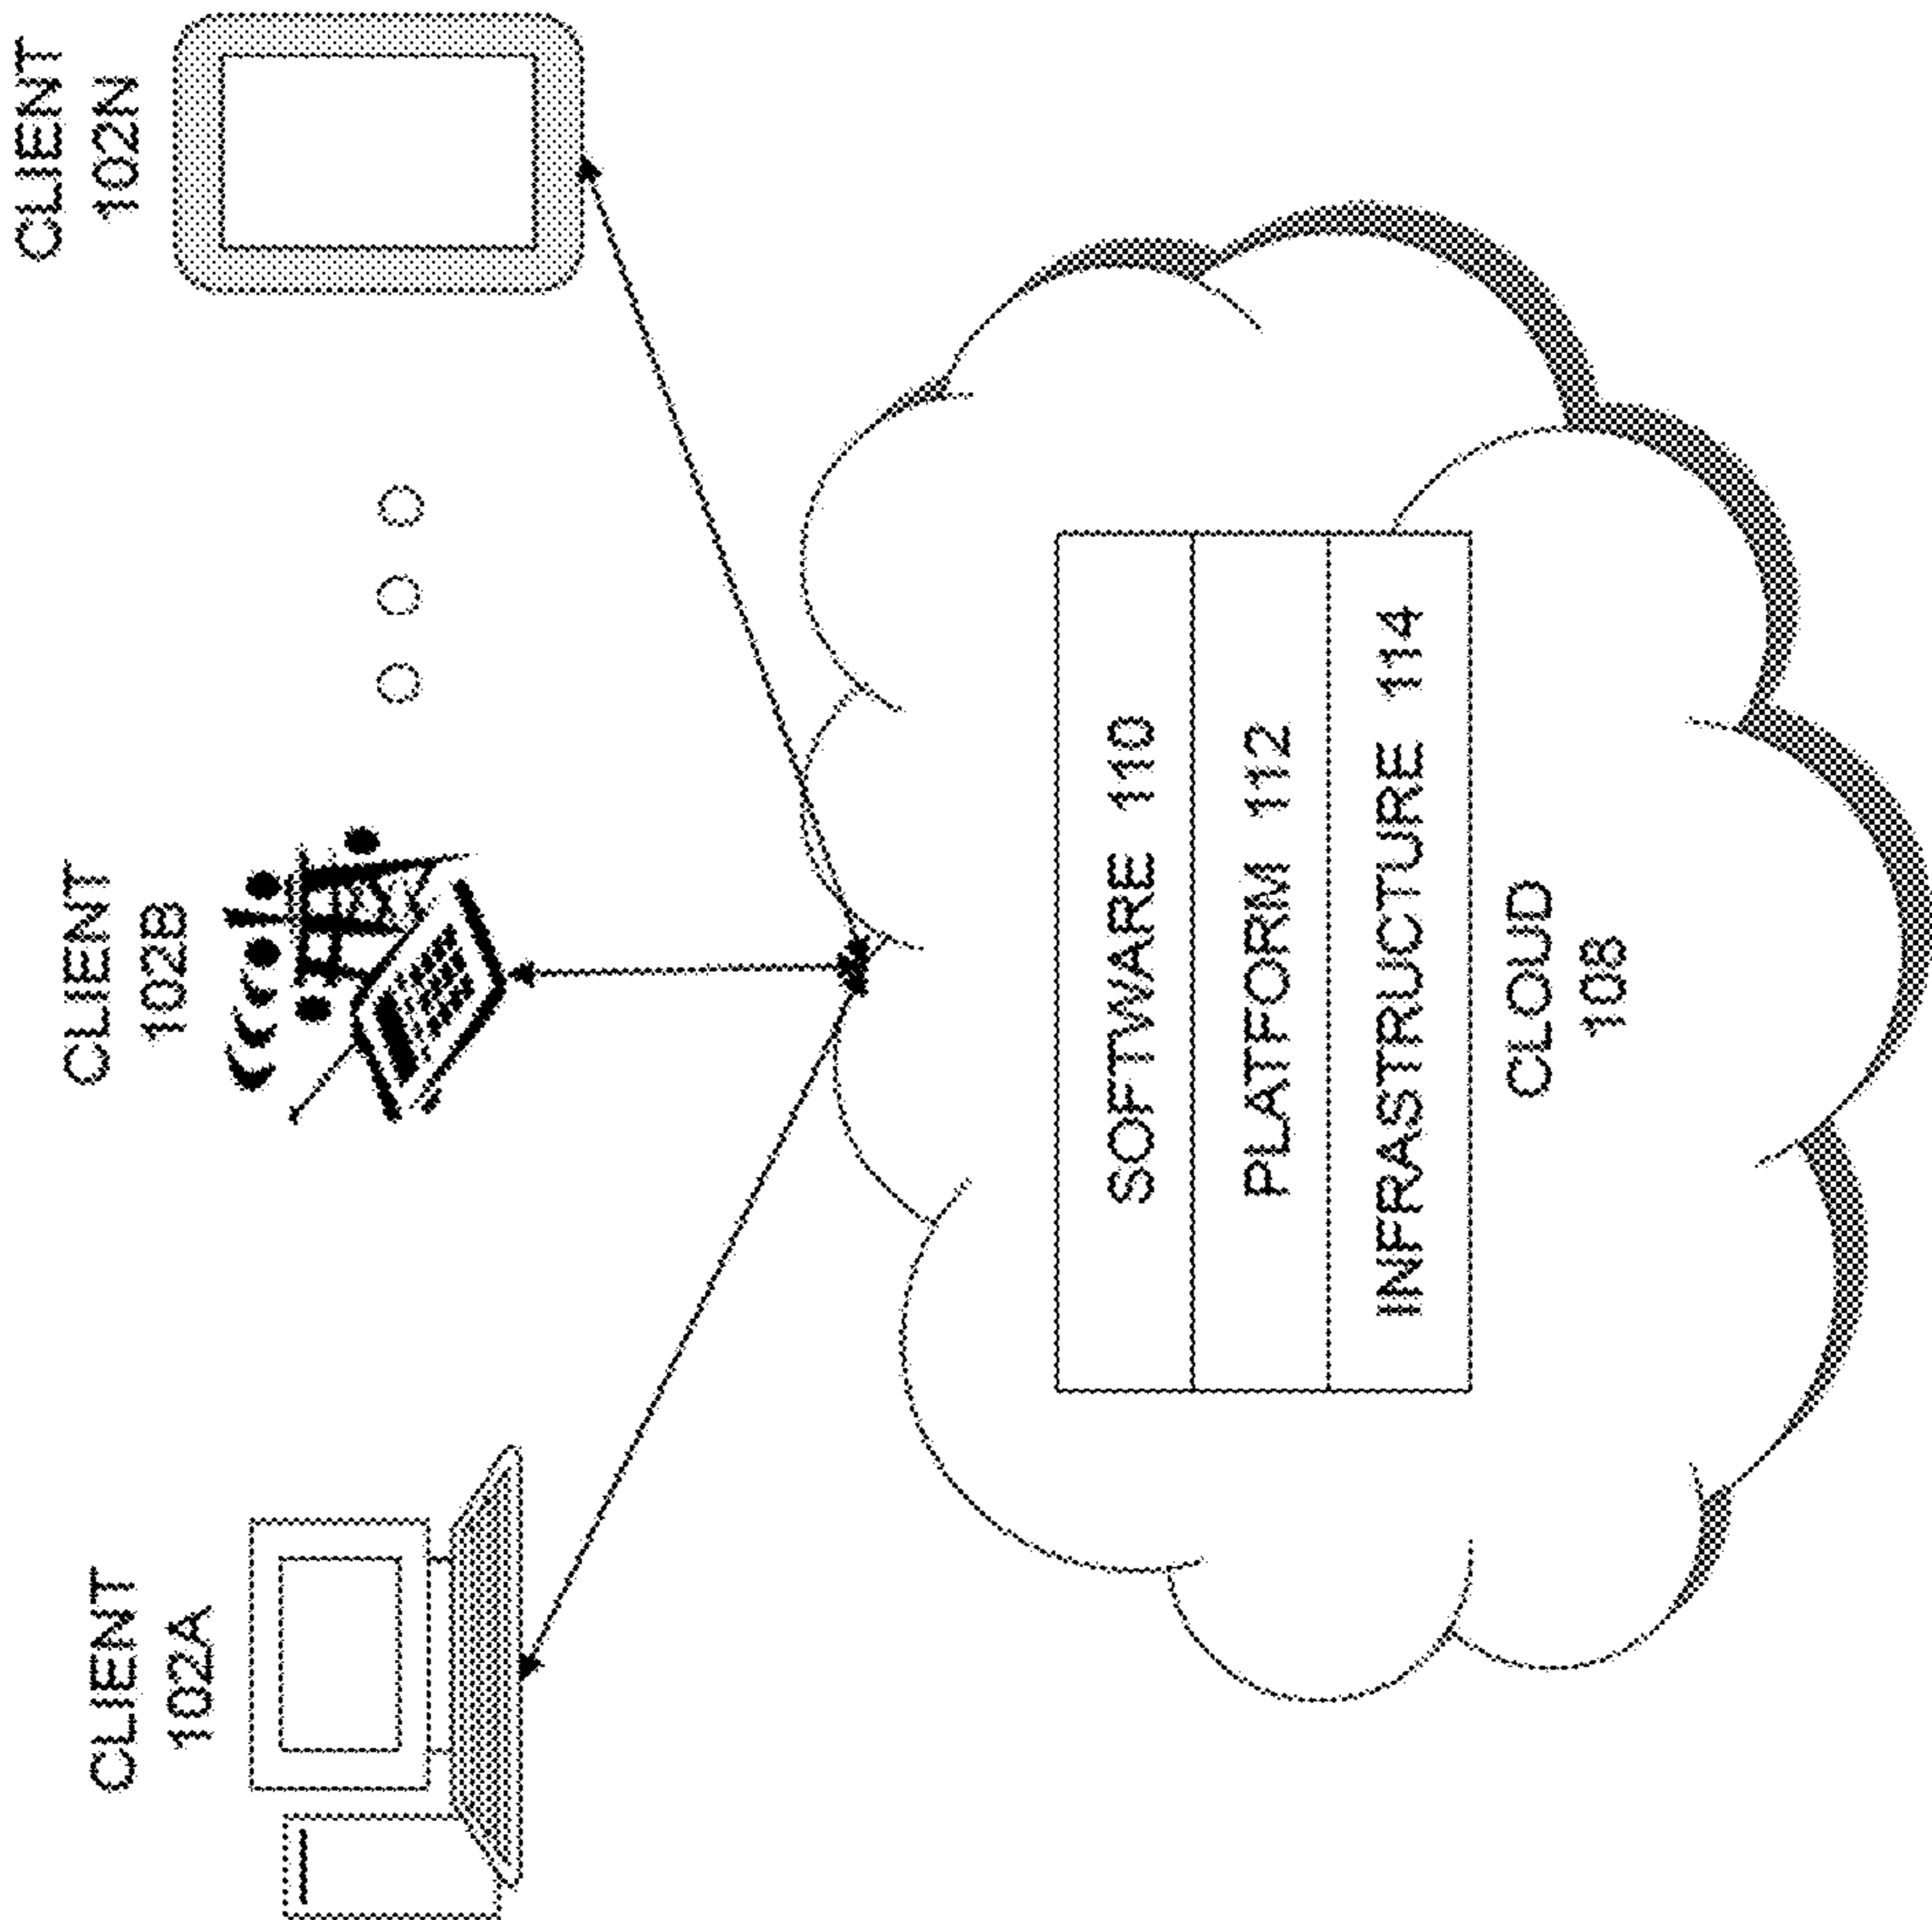 CLIENT
102A
CLIENT
102B
CLIENT
102N
SOFTWARE 110
PLATFORM 112
INFRASTRUCTURE 114
CLOUD
108